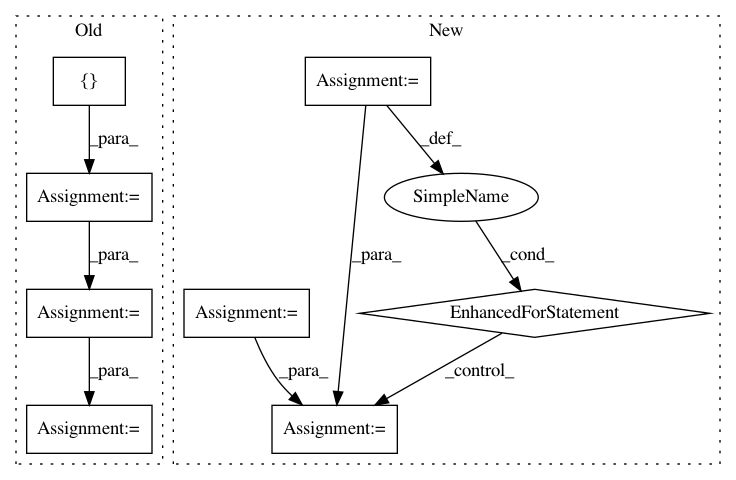 Old
New
{}
Assignment:=
_para_
_def_
Assignment:=
SimpleName
_para_
_para_
_cond_
Assignment:=
Assignment:=
EnhancedForStatement
_para_
_para_
_control_
Assignment:=
Assignment:=